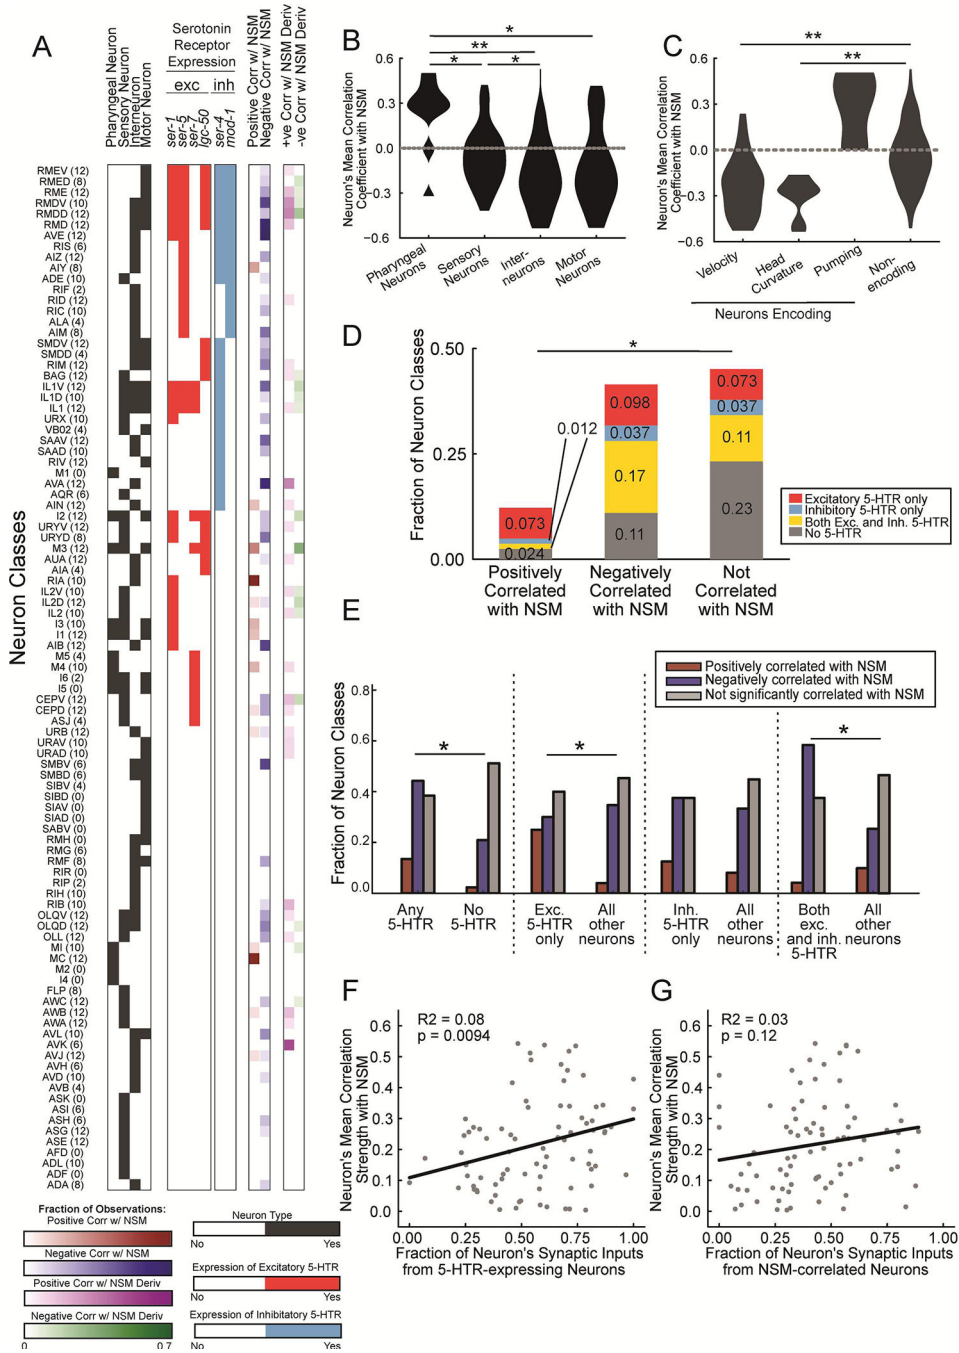 A
Serotonin
Receptor
Expression
exc
inh
Pharyngeal Neuron
Sensory Neuron
Interneuron
Motor Neuron
ser-1
ser-5
ser-7
lgc-50
ser-4
mod-1
Positive Corr w/ NSM
Negative Corr w/ NSM
+ve Corr w/ NSM Deriv
-ve Corr w/ NSM Deriv
Neuron Classes
RMEV (12)
RMED (8)
RME (12)
RMDV (10)
RMDD (12)
RMD (12)
AVE (12)
RIS (6)
AIZ (12)
AIY (8)
ADE (10)
RIF (2)
RID (12)
RIC (10)
ALA (4)
AIM (8)
SMDV (12)
SMDD (4)
RIM (12)
BAG (12)
IL1V (12)
IL1D (10)
IL1 (12)
URX (10)
VB02 (4)
SAAV (12)
SAAD (10)
RIV (12)
M1 (0)
AVA (12)
AQR (6)
AIN (12)
I2 (12)
URYV (12)
URYD (8)
M3 (12)
AUA (12)
AIA (4)
RIA (10)
IL2V (10)
IL2D (12)
IL2 (10)
I3 (10)
I1 (12)
AIB (12)
M5 (4)
M4 (10)
I6 (2)
I5 (0)
CEPV (12)
CEPD (12)
ASJ (4)
URB (12)
URAV (10)
URAD (10)
SMBV (6)
SMBD (6)
SIBV (4)
SIBD (0)
SIAV (0)
SIAD (0)
SABV (0)
RMH (0)
RMG (6)
RMF (8)
RIR (0)
RIP (2)
RIH (10)
RIB (10)
OLQV (12)
OLQD (12)
OLL (12)
MI (10)
MC (12)
M2 (0)
I4 (0)
FLP (8)
AWC (12)
AWB (12)
AWA (12)
AVL (10)
AVK (6)
AVJ (12)
AVH (6)
AVD (10)
AVB (4)
ASK (0)
ASI (6)
ASH (6)
ASG (12)
ASE (12)
AFD (0)
ADL (10)
ADF (0)
ADA (8)
Fraction of Observations:
Positive Corr w/ NSM
Negative Corr w/ NSM
Positive Corr w/ NSM Deriv
Negative Corr w/ NSM Deriv
0 0.7
Neuron Type
No Yes
Expression of Excitatory 5-HTR
No Yes
Expression of Inhibitatory 5-HTR
No Yes
B
Neuron's Mean Correlation
Coefficient with NSM
0.6
0.3
0.0
−0.3
−0.6
*
**
* *
Pharyngeal
Neurons
Sensory
Neurons
Inter-
neurons
Motor
Neurons
C
Neuron's Mean Correlation
Coefficient with NSM
0.6
0.3
0.0
−0.3
−0.6
**
**
Velocity
Head
Curvature
Pumping
Non-
encoding
Neurons Encoding
D
Fraction of Neuron Classes
0.50
0.25
0.00
*
0.073
0.012
0.024
0.098
0.037
0.17
0.11
0.073
0.037
0.11
0.23
Positively
Correlated
with NSM
Negatively
Correlated
with NSM
Not
Correlated
with NSM
Excitatory 5-HTR only
Inhibitory 5-HTR only
Both Exc. and Inh. 5-HTR
No 5-HTR
E
Positively correlated with NSM
Negatively correlated with NSM
Not significantly correlated with NSM
Fraction of Neuron Classes
0.8
0.6
0.4
0.2
0.0
* * *
Any
5-HTR
No
5-HTR
Exc.
5-HTR
only
All
other
neurons
Inh.
5-HTR
only
All
other
neurons
Both
exc.
and inh.
5-HTR
All
other
neurons
F
R2 = 0.08
p = 0.0094
Neuron's Mean Correlation
Strength with NSM
0.6
0.5
0.4
0.3
0.2
0.1
0.0
0.00 0.25 0.50 0.75 1.00
Fraction of Neuron's Synaptic Inputs
from 5-HTR-expressing Neurons
G
R2 = 0.03
p = 0.12
Neuron's Mean Correlation
Strength with NSM
0.6
0.5
0.4
0.3
0.2
0.1
0.0
0.00 0.25 0.50 0.75 1.00
Fraction of Neuron's Synaptic Inputs
from NSM-correlated Neurons